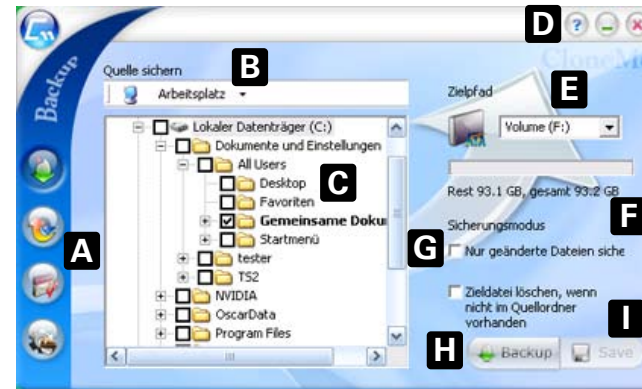 D
?
CloneM
Backup
Quelle sichern
B
Arbeitsplatz
Zielpfad
E
Volume (F:)
Lokaler Datenträger (C:)
Dokumente und Einstellungen
All Users
Desktop
C
Favoriten
Gemeinsame Doku
Startmenü
tester
TS2
NVIDIA
OscarData
Program Files
A
Rest 93.1 GB, gesamt 93.2 GB
F
Sicherungsmodus
G
Nur geänderte Dateien siche
Zieldatei löschen, wenn
nicht im Quellordner
vorhanden
I
H
Backup
Save